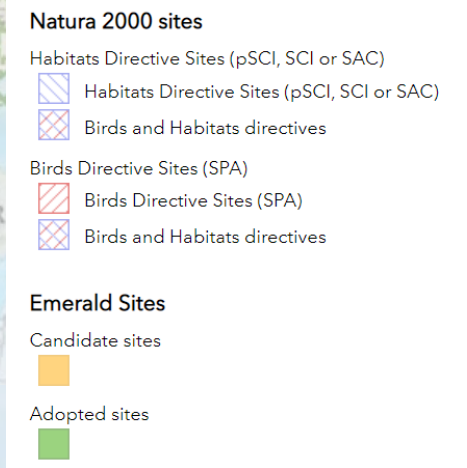 Natura 2000 sites
Habitats Directive Sites (pSCI, SCI or SAC)
Habitats Directive Sites (pSCI, SCI or SAC)
Birds and Habitats directives
Birds Directive Sites (SPA)
Birds Directive Sites (SPA)
Birds and Habitats directives
Emerald Sites
Candidate sites
Adopted sites